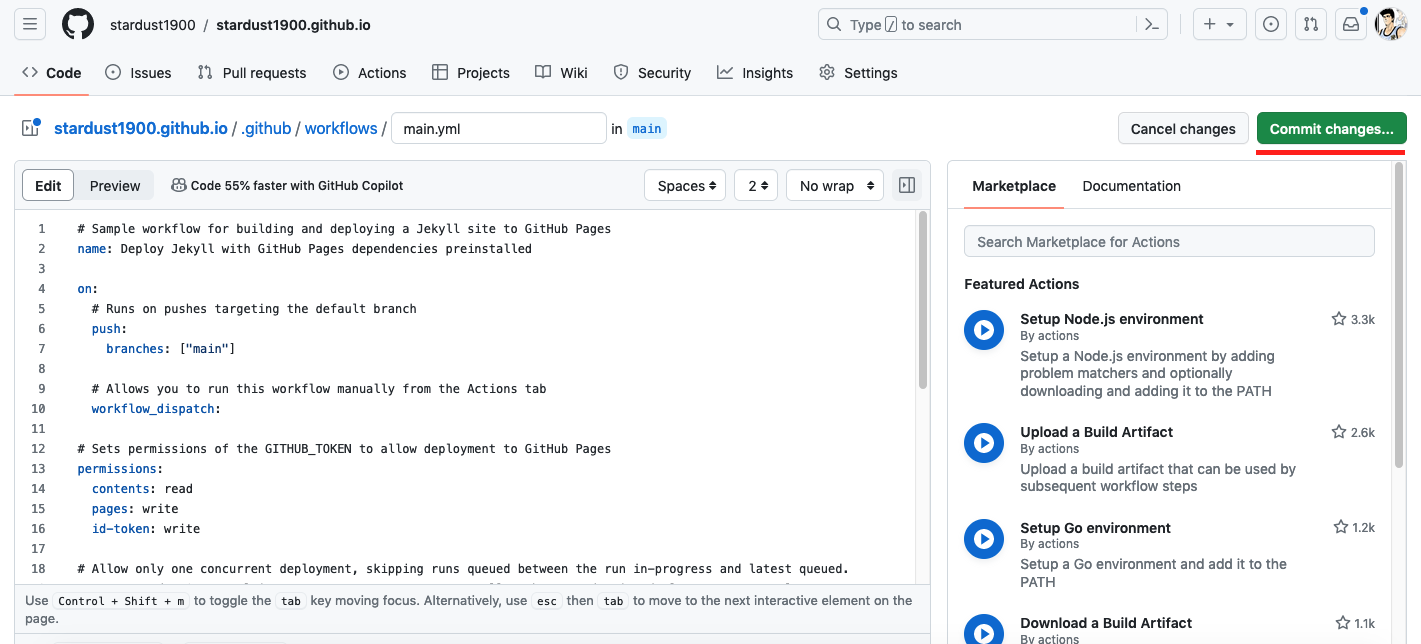 stardust1900 / stardust1900.github.io
Type / to search
Code Issues Pull requests Actions Projects Wiki Security Insights Settings
stardust1900.github.io / .github / workflows / main.yml in main
Cancel changes Commit changes...
Edit Preview Code 55% faster with GitHub Copilot
Spaces 2 No wrap
1 # Sample workflow for building and deploying a Jekyll site to GitHub Pages
2 name: Deploy Jekyll with GitHub Pages dependencies preinstalled
3
4 on:
5 # Runs on pushes targeting the default branch
6 push:
7 branches: ["main"]
8
9 # Allows you to run this workflow manually from the Actions tab
10 workflow_dispatch:
11
12 # Sets permissions of the GITHUB_TOKEN to allow deployment to GitHub Pages
13 permissions:
14 contents: read
15 pages: write
16 id-token: write
17
18 # Allow only one concurrent deployment, skipping runs queued between the run in-progress and latest queued.
Use Control + Shift + m to toggle the tab key moving focus. Alternatively, use esc then tab to move to the next interactive element on the
page.
Marketplace Documentation
Search Marketplace for Actions
Featured Actions
Setup Node.js environment 3.3k
By actions
Setup a Node.js environment by adding
problem matchers and optionally
downloading and adding it to the PATH
Upload a Build Artifact 2.6k
By actions
Upload a build artifact that can be used by
subsequent workflow steps
Setup Go environment 1.2k
By actions
Setup a Go environment and add it to the
PATH
Download a Build Artifact 1.1k
By actions